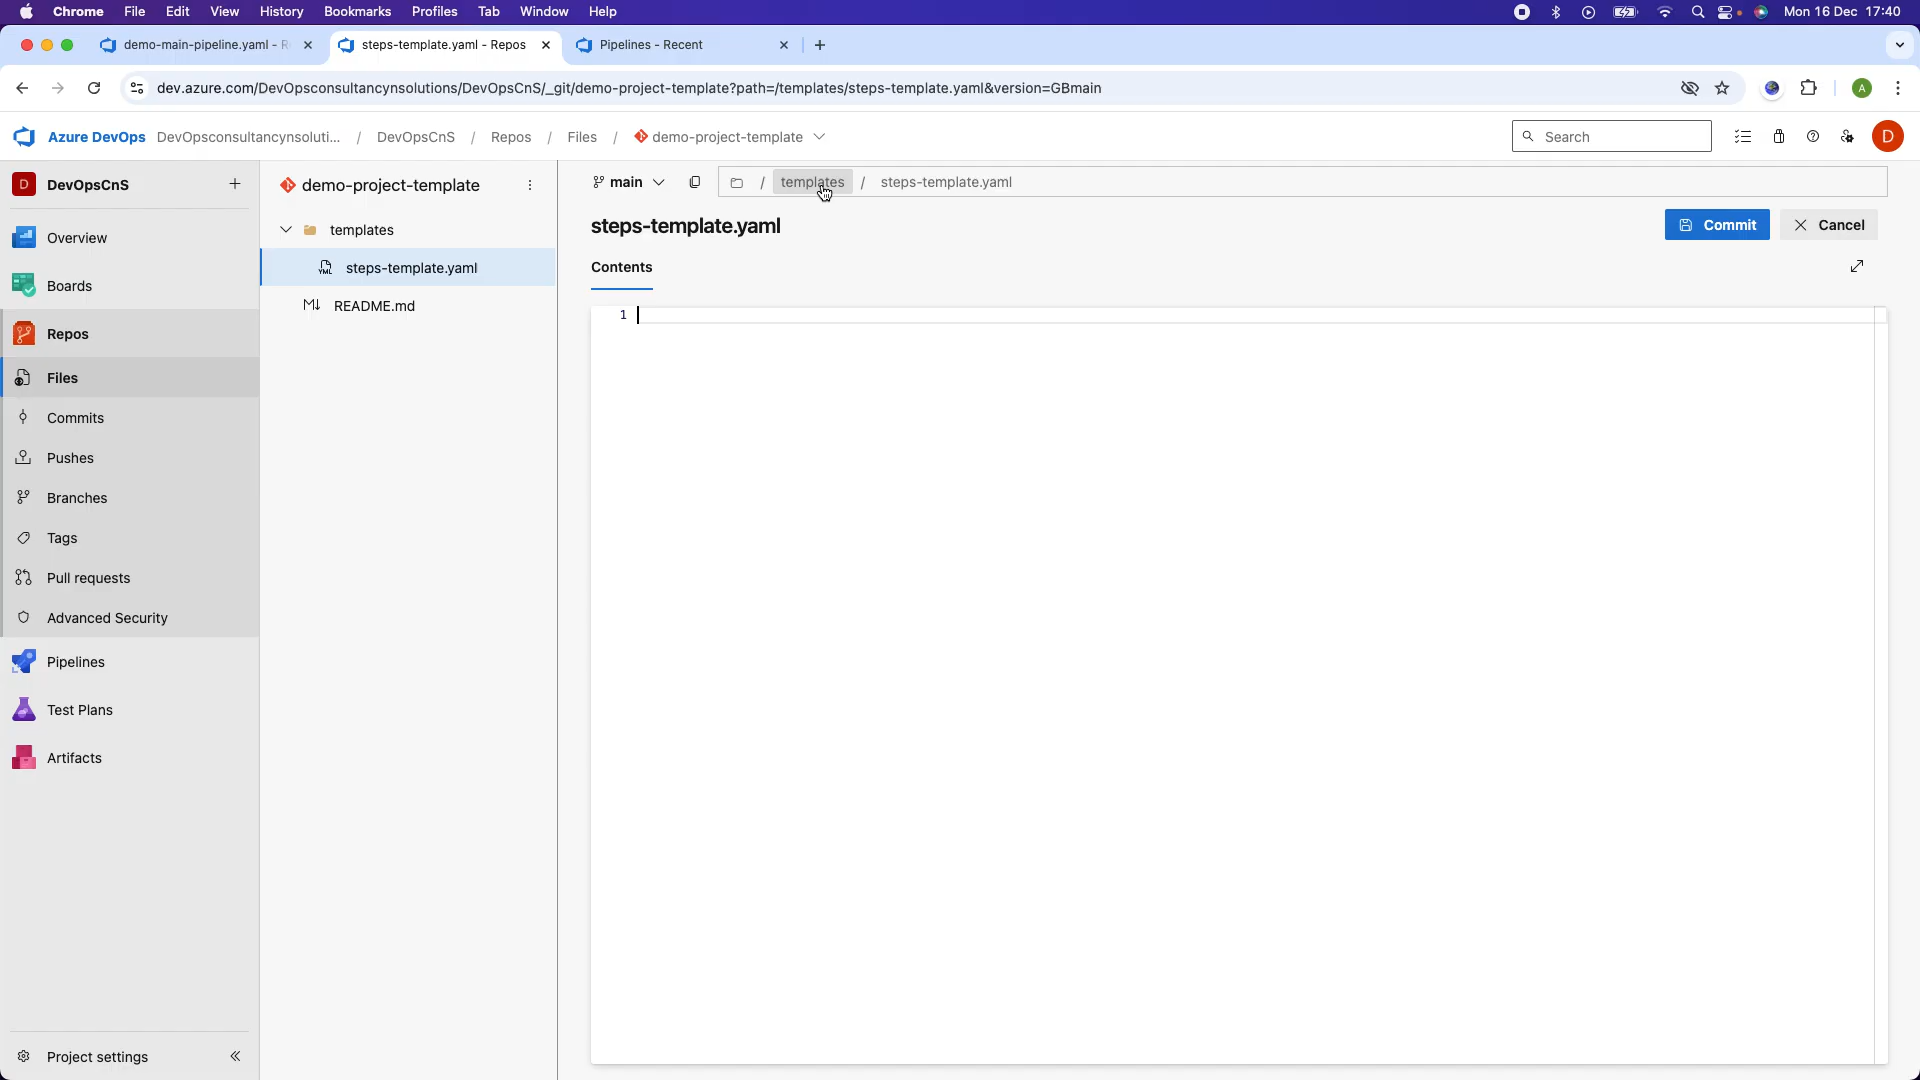 Chrome File Edit View History Bookmarks Profiles Tab Window Help Mon 16 Dec 17:40
demo-main-pipeline.yaml - R steps-template.yaml - Repos Pipelines - Recent
dev.azure.com/DevOpsconsultancynsolutions/DevOpsCnS/_git/demo-project-template?path=/templates/steps-template.yaml&version=GBmain A
Azure DevOps DevOpsconsultancynsoluti... / DevOpsCnS / Repos / Files / demo-project-template Search D
D DevOpsCnS +
Overview
Boards
Repos
Files
Commits
Pushes
Branches
Tags
Pull requests
Advanced Security
Pipelines
Test Plans
Artifacts
Project settings
demo-project-template
templates
YML steps-template.yaml
M↓ README.md
main / templates / steps-template.yaml
steps-template.yaml Commit Cancel
Contents
1